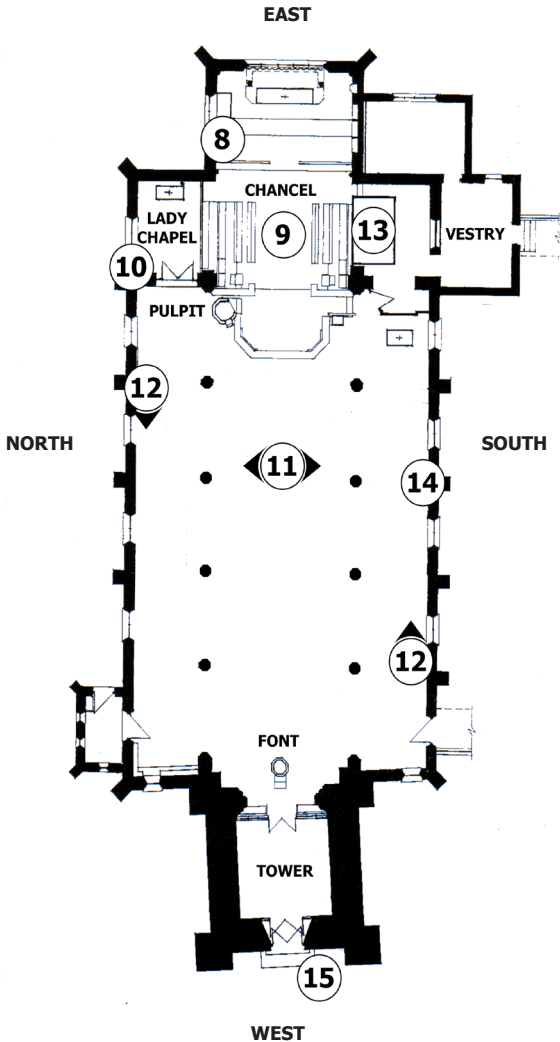 EAST
8
CHANCEL
LADY
CHAPEL
9
13
VESTRY
10
PULPIT
12
NORTH
SOUTH
11
14
12
FONT
TOWER
15
WEST